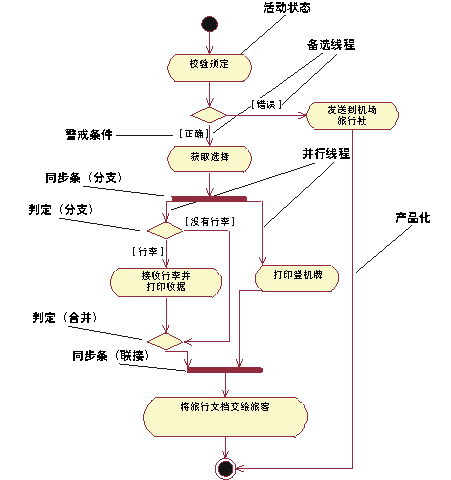 活动状态
备选线程
校验预定
[错误]
发送到机场
旅行社
警戒条件
[正确]
获取选择
并行线程
同步条（分支）
判定（分支）
[没有行李]
产品化
[行李]
接收行李并
打印收据
打印登机牌
判定（合并）
同步条（联接）
将旅行文档交给旅客